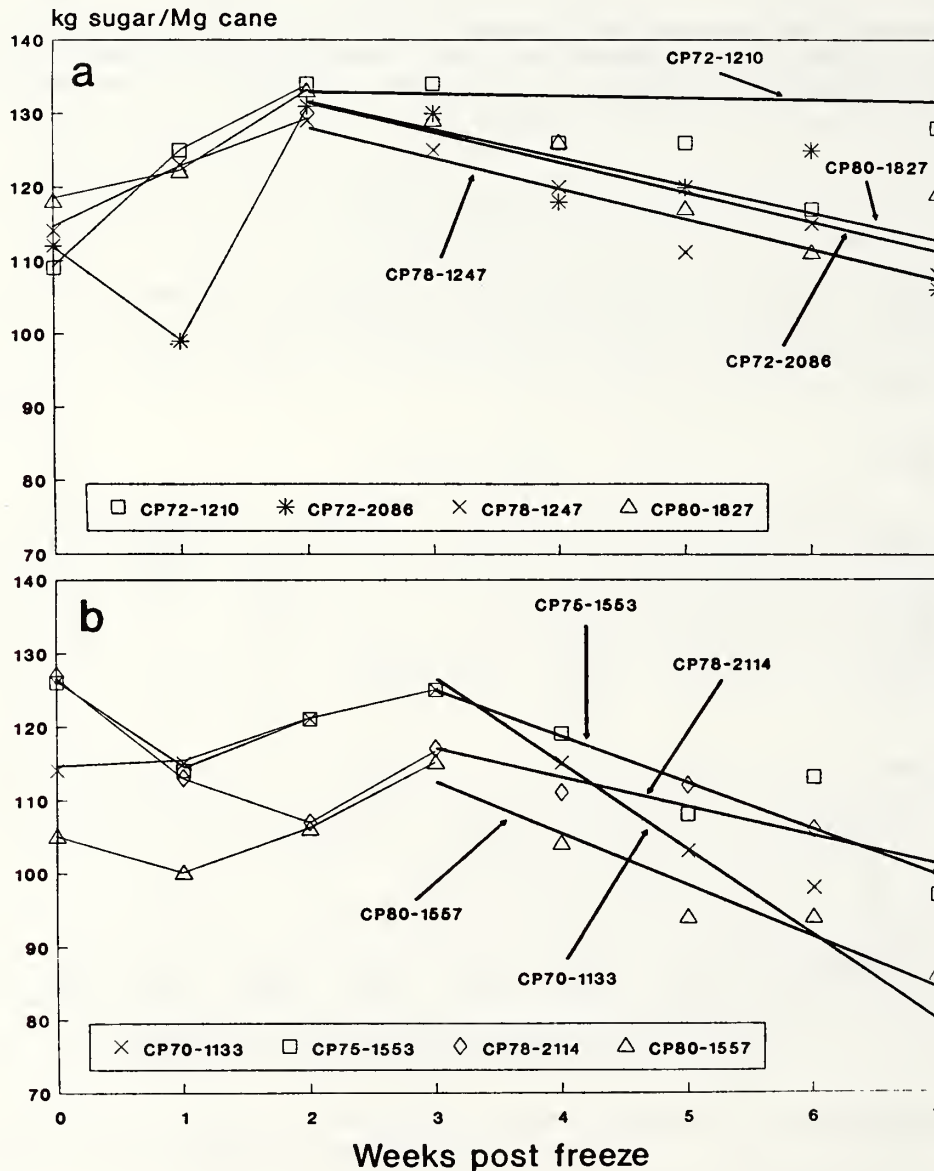 kg sugar/Mg cane
140
a
CP72-1210
130
120
CP80-1827
CP78-1247
110
100
CP72-2086
90
80
CP72-1210 CP72-2086 CP78-1247 CP80-1827
70
140
b
CP75-1553
130
CP78-2114
120
110
100
CP80-1557
90
CP70-1133
80
CP70-1133 CP75-1553 CP78-2114 CP80-1557
70
0 1 2 3 4 5 6
Weeks post freeze